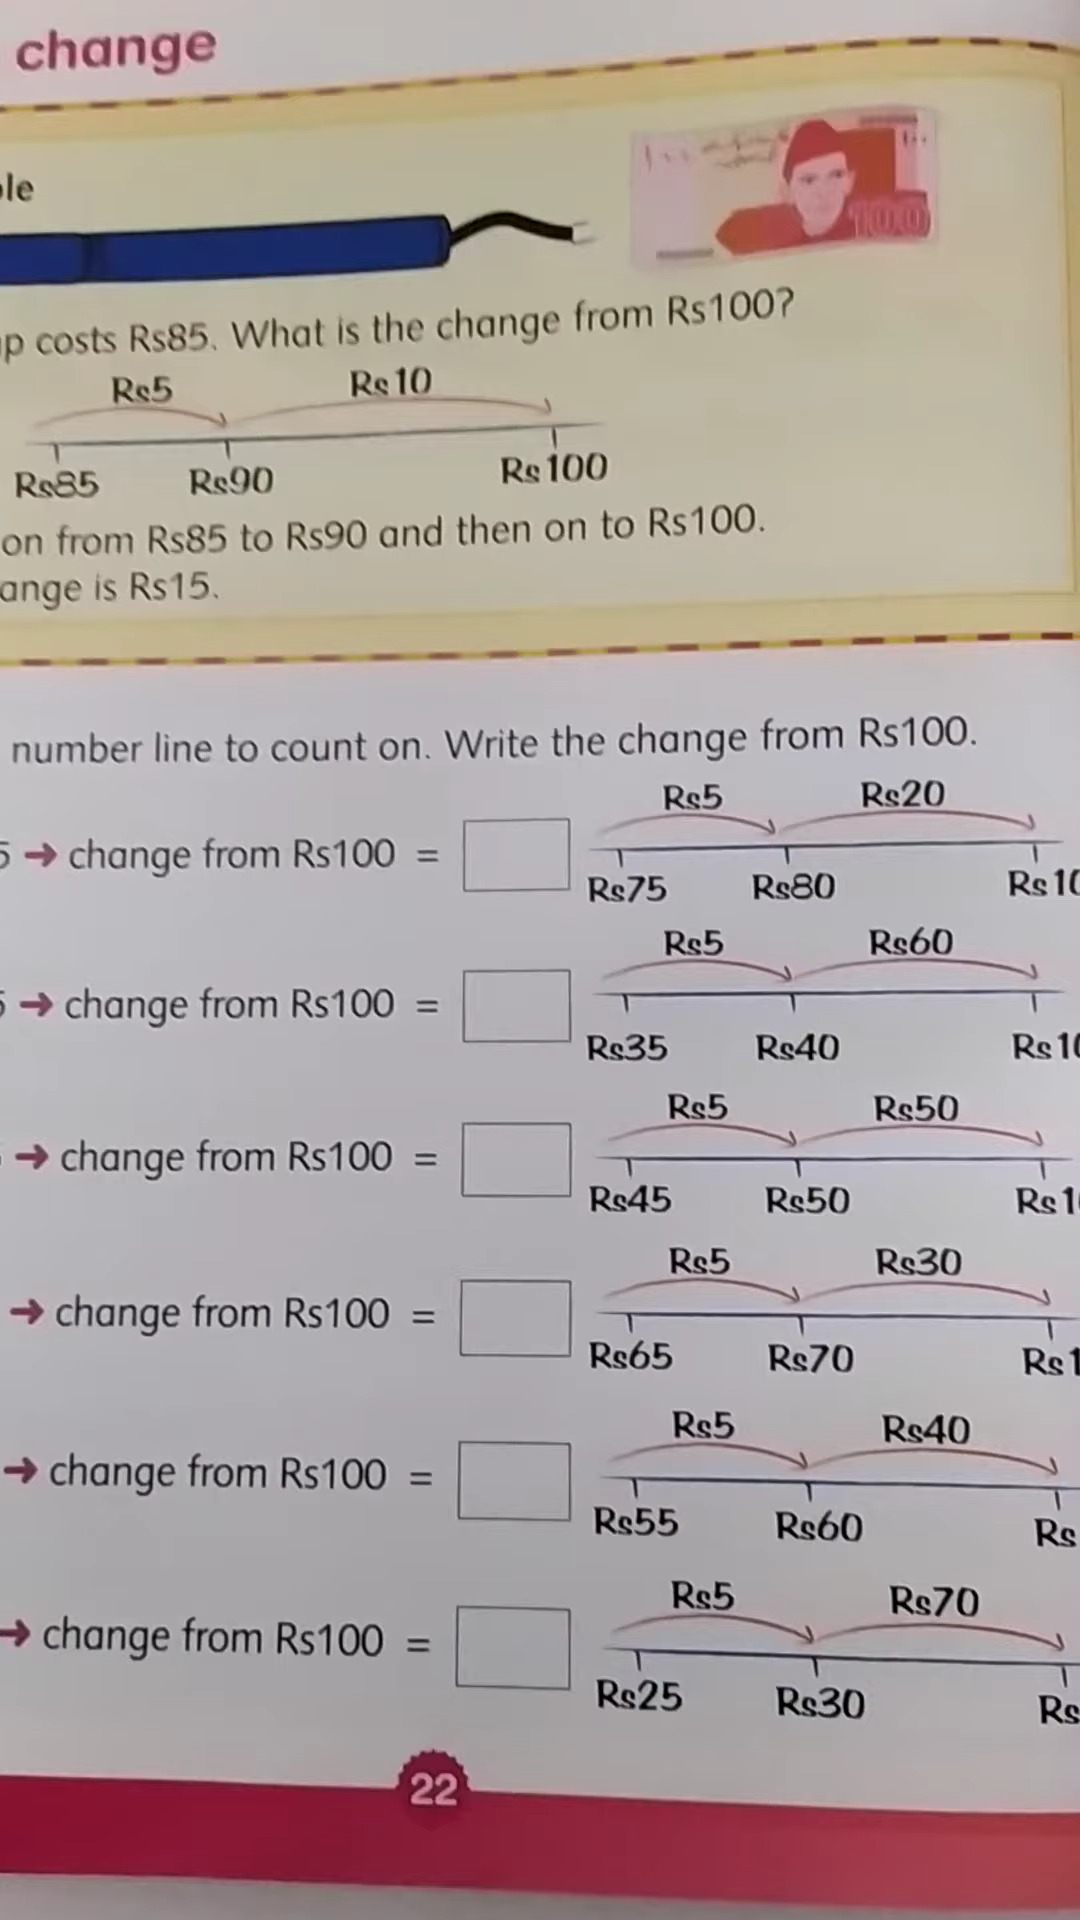 change
costs Rs85. What is the change from Rs100?
Rs5 Rs10
Rs85 Rs90 Rs100
on from Rs85 to Rs90 and then on to Rs100.
is Rs15.
number line to count on. Write the change from Rs100.
Rs5 Rs20
→ change from Rs100 =
Rs75 Rs80
Rs5 Rs60
→ change from Rs100 =
Rs35 Rs40
Rs5 Rs50
→ change from Rs100 =
Rs45 Rs50
Rs5 Rs30
→ change from Rs100 =
Rs65 Rs70
Rs5 Rs40
→ change from Rs100 =
Rs55 Rs60
Rs5 Rs70
→ change from Rs100 =
Rs25 Rs30
22